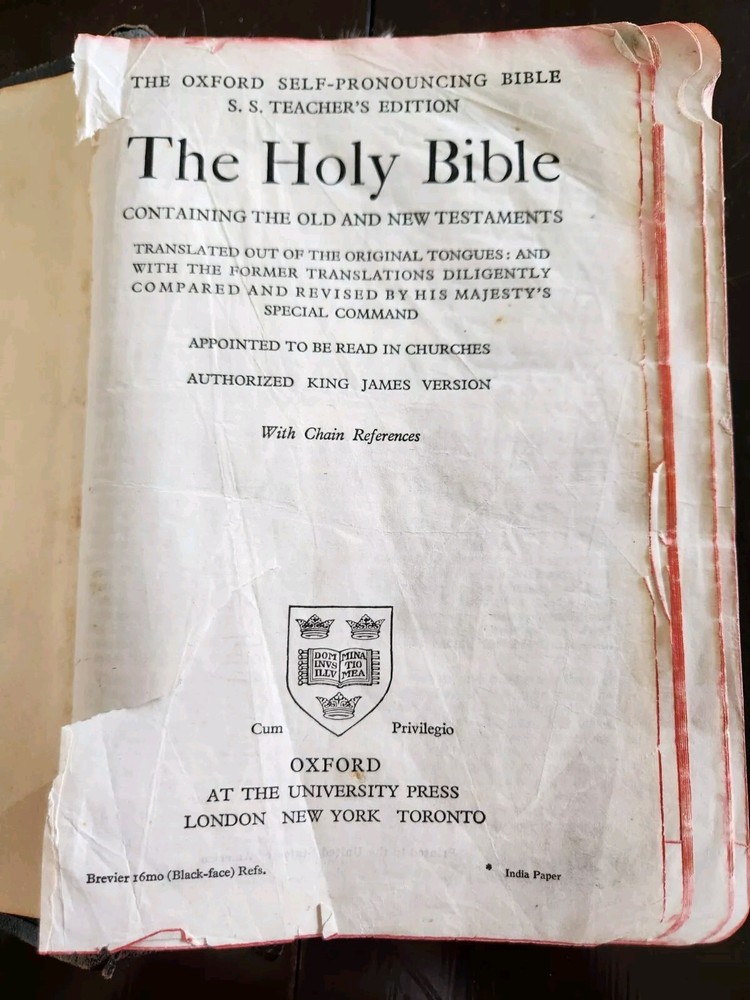 THE OXFORD SELF-PRONOUNCING BIBLE
S. S. TEACHER'S EDITION
The Holy Bible
CONTAINING THE OLD AND NEW TESTAMENTS
TRANSLATED OUT OF THE ORIGINAL TONGUES: AND
WITH THE FORMER TRANSLATIONS DILIGENTLY
COMPARED AND REVISED BY HIS MAJESTY'S
SPECIAL COMMAND
APPOINTED TO BE READ IN CHURCHES
AUTHORIZED KING JAMES VERSION
With Chain References
DOM MINA
INVS TIO
ILLV MEA
Cum Privilegio
OXFORD
AT THE UNIVERSITY PRESS
LONDON NEW YORK TORONTO
Brevier 16mo (Black-face) Refs. * India Paper